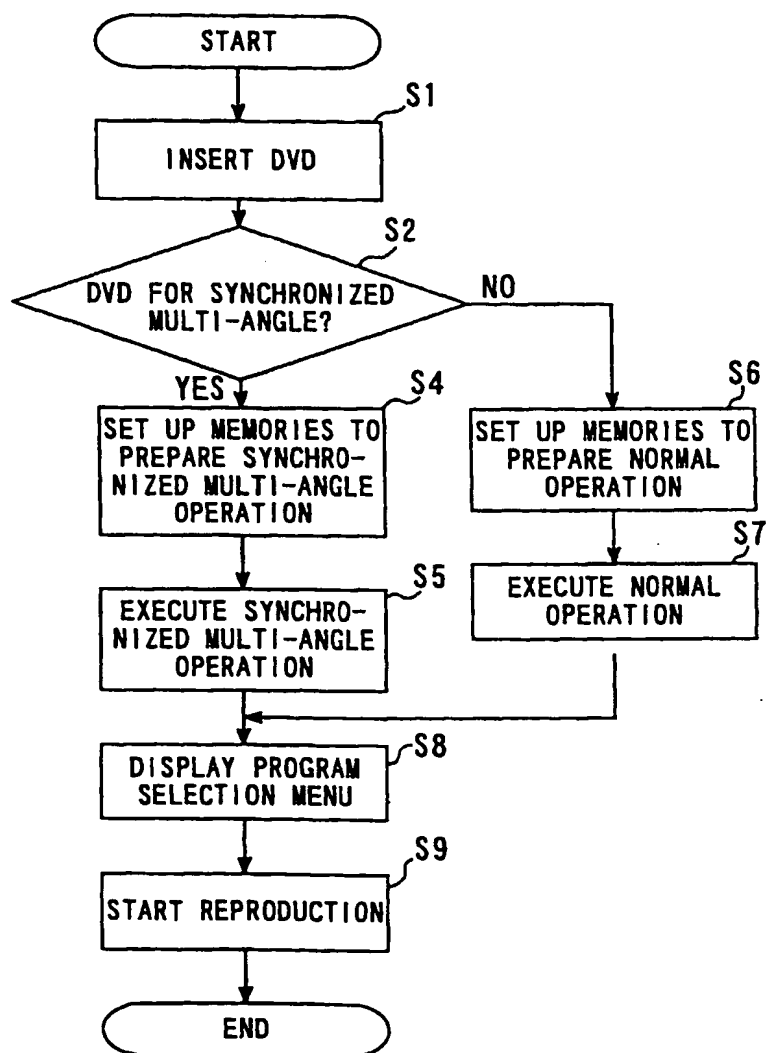 START
S1
INSERT DVD
S2
DVD FOR SYNCHRONIZED
MULTI-ANGLE?
NO
YES
S4
SET UP MEMORIES TO
PREPARE SYNCHRO-
NIZED MULTI-ANGLE
OPERATION
S6
SET UP MEMORIES TO
PREPARE NORMAL
OPERATION
S5
EXECUTE SYNCHRO-
NIZED MULTI-ANGLE
OPERATION
S7
EXECUTE NORMAL
OPERATION
S8
DISPLAY PROGRAM
SELECTION MENU
S9
START REPRODUCTION
END